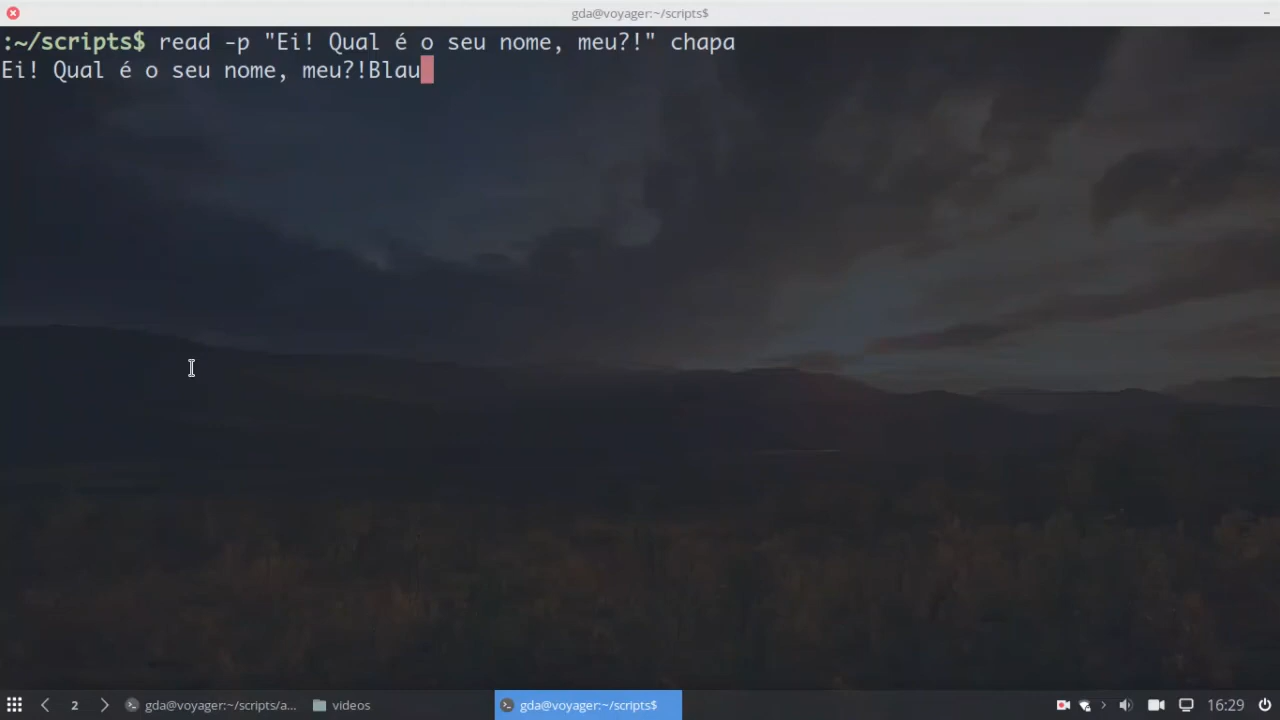 gda@voyager:~/scripts$
:~/scripts$ read -p "Ei! Qual é o seu nome, meu?!" chapa
Ei! Qual é o seu nome, meu?!Blau
2 gda@voyager:~/scripts/a... videos gda@voyager:~/scripts$ 16:29